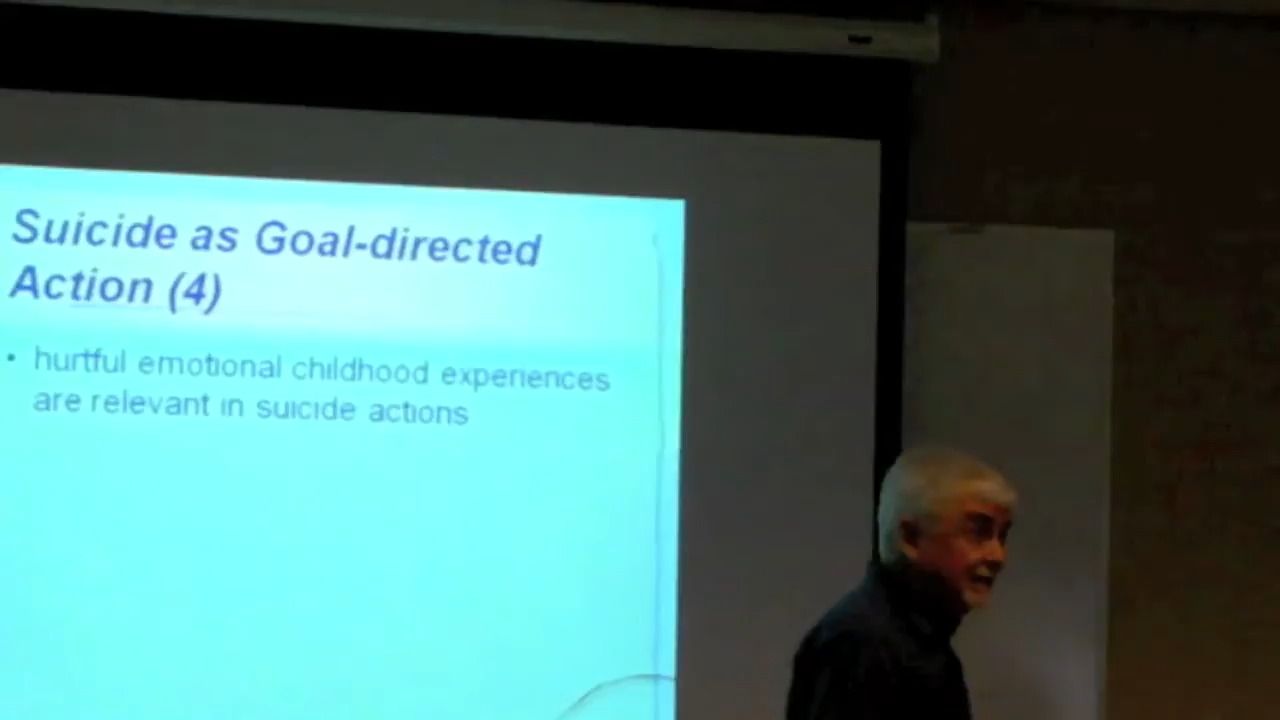 Suicide as Goal-directed
Action (4)
• hurtful emotional childhood experiences
are relevant in suicide actions